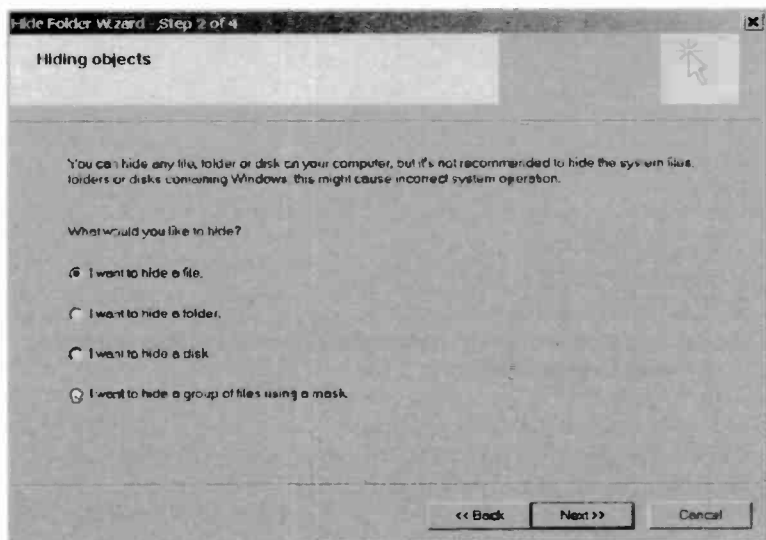 Hide Folder Wizard - Step 2 of 4
Hiding objects
You can hide any file, folder or disk on your computer, but it's not recommended to hide the system files,
folders or disks containing Windows, this might cause incorrect system operation.
What would you like to hide?
I want to hide a file.
I want to hide a folder.
I want to hide a disk
I want to hide a group of files using a mask
<< Back
Next >>
Cancel